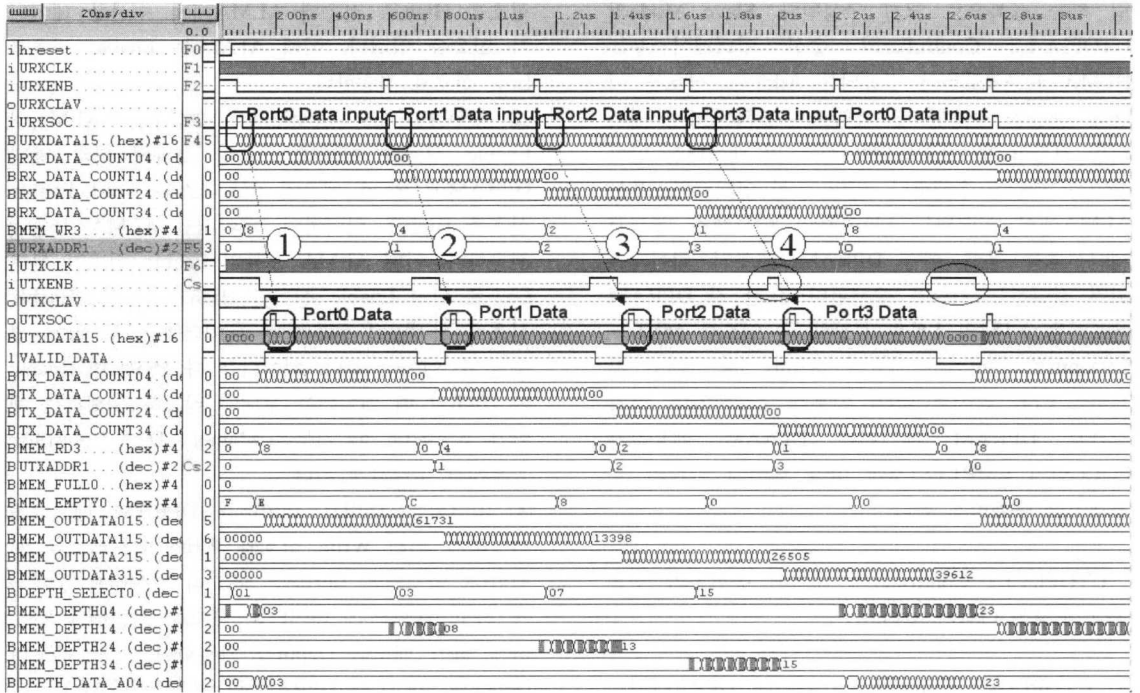 20ns/div 200ns 400ns 600ns 800ns 1us 1.2us 1.4us 1.6us 1.8us 2us 2.2us 2.4us 2.6us 2.8us 3us
0.0
i hreset F0
i URXCLK F1
i URXENB F2
o URXCLAV
i URXSOC F3 Port0 Data input Port1 Data input Port2 Data input Port3 Data input Port0 Data input
B URXDATA15.(hex)#16 F4 5
B RX_DATA_COUNT04.(de 0 00 00 00
B RX_DATA_COUNT14.(de 0 00 00
B RX_DATA_COUNT24.(de 0 00 00
B RX_DATA_COUNT34.(de 0 00 00
B MEM_WR3....(hex)#4 1 0 8 4 2 1 8 4
B URXADDR1...(dec)#2 F5 3 0 1 2 3 0 1
1 2 3 4
i UTXCLK F6
i UTXENB Cs
o UTXCLAV
o UTXSOC Port0 Data Port1 Data Port2 Data Port3 Data
B UTXDATA15.(hex)#16 0 0000 0000
l VALID_DATA
B TX_DATA_COUNT04.(de 0 00 00
B TX_DATA_COUNT14.(de 0 00 00
B TX_DATA_COUNT24.(de 0 00 00
B TX_DATA_COUNT34.(de 0 00 00
B MEM_RD3....(hex)#4 2 0 8 0 4 0 2 1 0 8
B UTXADDR1...(dec)#2 Cs 2 0 1 2 3 0
B MEM_FULL0..(hex)#4 0 0
B MEM_EMPTY0.(hex)#4 0 F E C 8 0 0 0
B MEM_OUTDATA015.(dec 5 61731
B MEM_OUTDATA115.(dec 6 00000 13398
B MEM_OUTDATA215.(dec 1 00000 26505
B MEM_OUTDATA315.(dec 3 00000 39612
B DEPTH_SELECT0.(dec 1 01 03 07 15
B MEM_DEPTH04.(dec)# 2 03 23
B MEM_DEPTH14.(dec)# 2 00 08
B MEM_DEPTH24.(dec)# 2 00 13
B MEM_DEPTH34.(dec)# 0 00 15
B DEPTH_DATA_A04.(dec 2 00 03 23